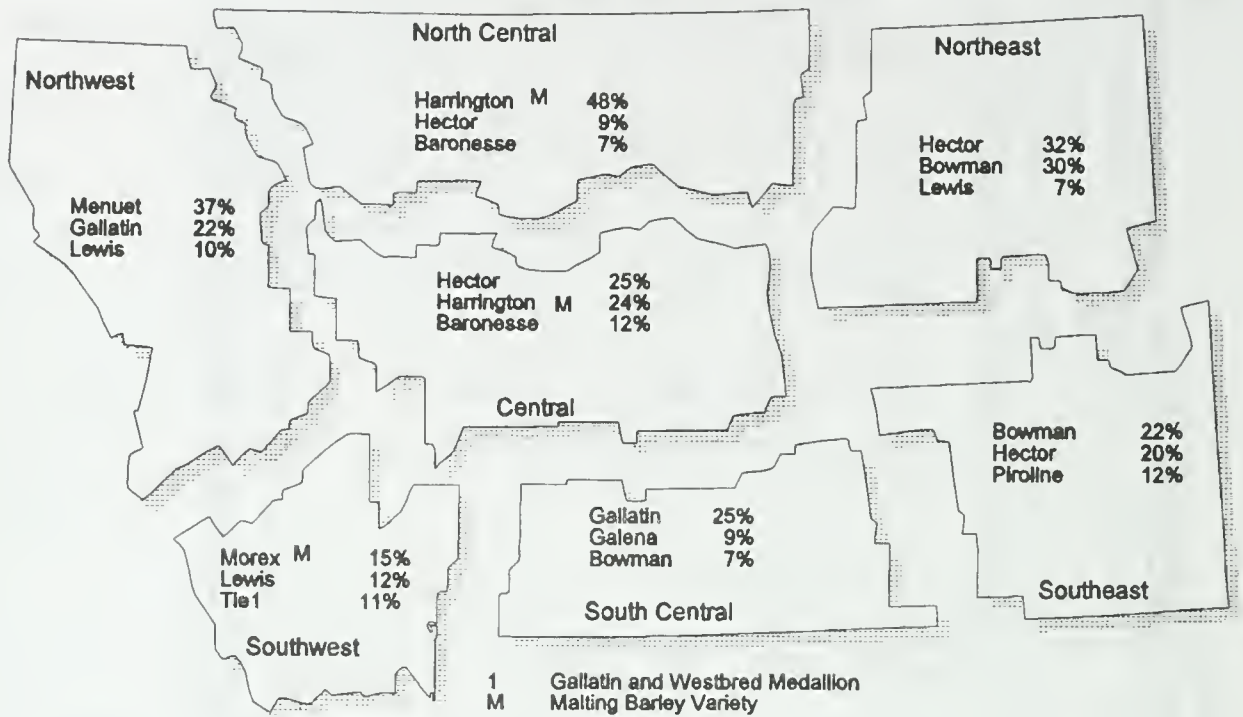 North Central
Harrington M 48%
Hector 9%
Baronesse 7%
Northeast
Hector 32%
Bowman 30%
Lewis 7%
Northwest
Menuet 37%
Gallatin 22%
Lewis 10%
Hector 25%
Harrington M 24%
Baronesse 12%
Central
Bowman 22%
Hector 20%
Piroline 12%
Southeast
Morex M 15%
Lewis 12%
Tie1 11%
Southwest
Gallatin 25%
Galena 9%
Bowman 7%
South Central
1 Gallatin and Westbred Medallion
M Malting Barley Variety